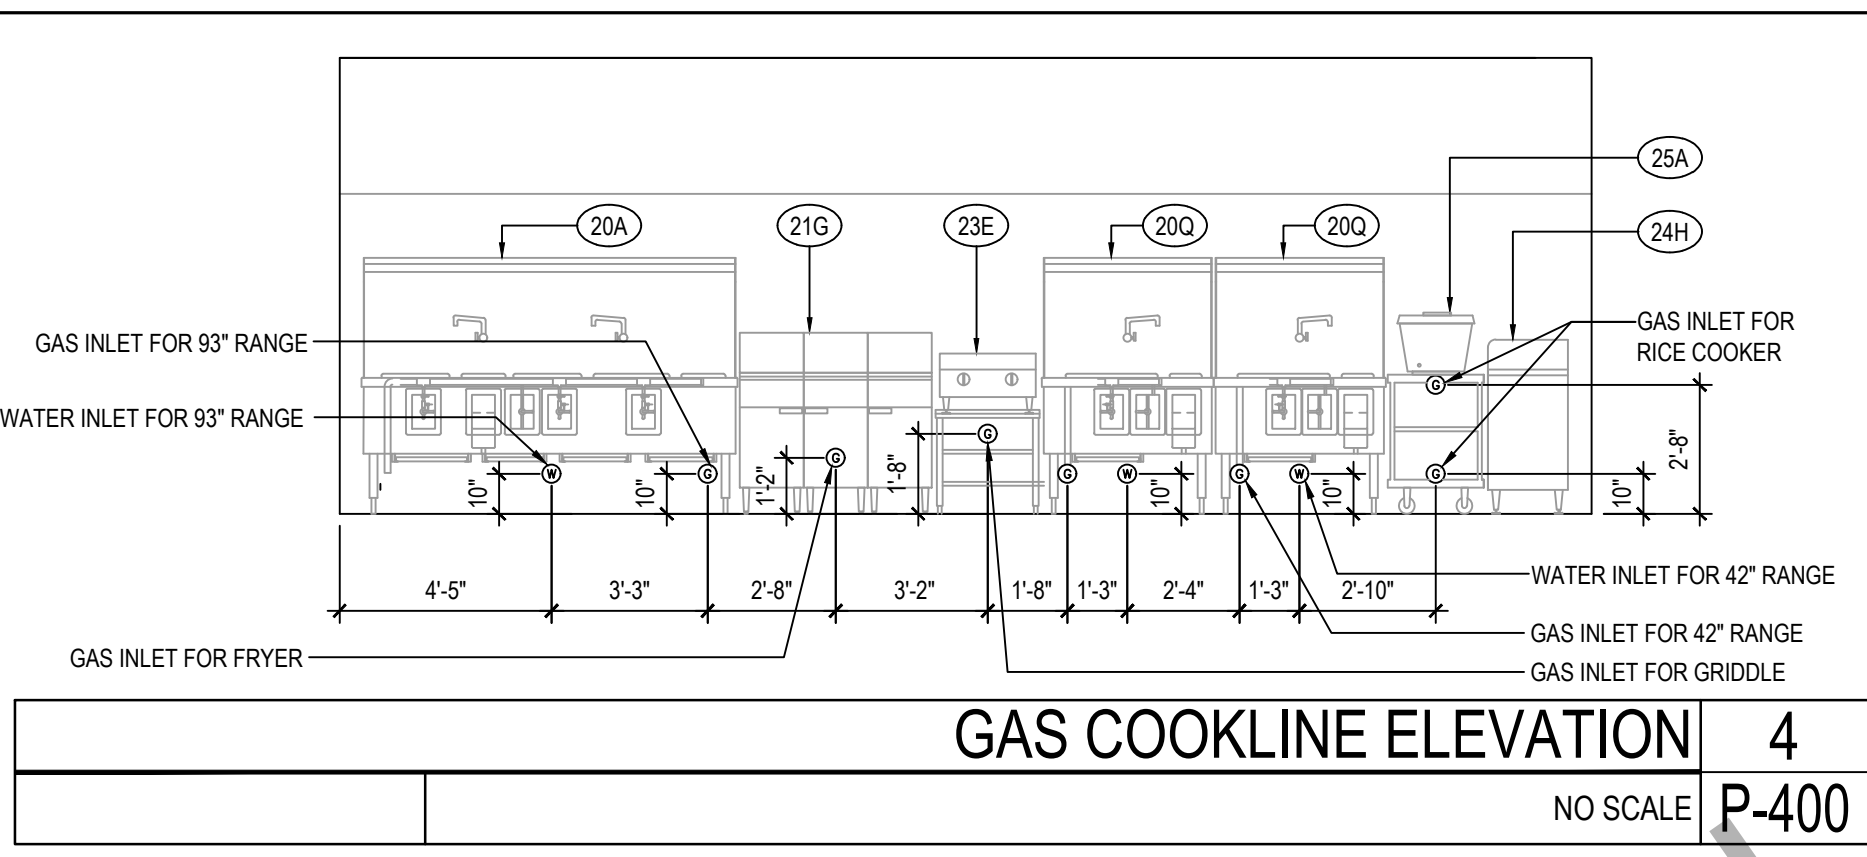 25A
20A
21G
23E
20Q
20Q
24H
GAS INLET FOR 93" RANGE
GAS INLET FOR
RICE COOKER
G
WATER INLET FOR 93" RANGE
G
G
W
G
G
W
G
W
G
10"
10"
1'-2"
1'-8"
10"
10"
10"
2'-8"
4'-5"
3'-3"
2'-8"
3'-2"
1'-8"
1'-3"
2'-4"
1'-3"
2'-10"
WATER INLET FOR 42" RANGE
GAS INLET FOR 42" RANGE
GAS INLET FOR FRYER
GAS INLET FOR GRIDDLE
GAS COOKLINE ELEVATION
4
NO SCALE
P-400